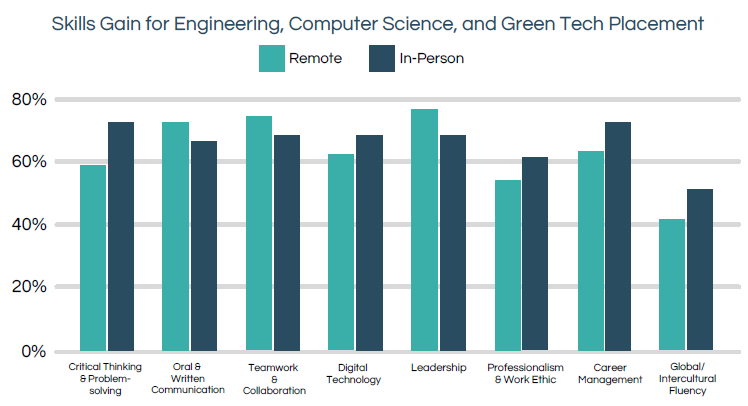 Skills Gain for Engineering, Computer Science, and Green Tech Placement
Remote
In-Person
80%
60%
40%
20%
0%
Critical Thinking
& Problem-
solving
Oral &
Written
Communication
Teamwork
&
Collaboration
Digital
Technology
Leadership
Professionalism
& Work Ethic
Career
Management
Global/
Intercultural
Fluency